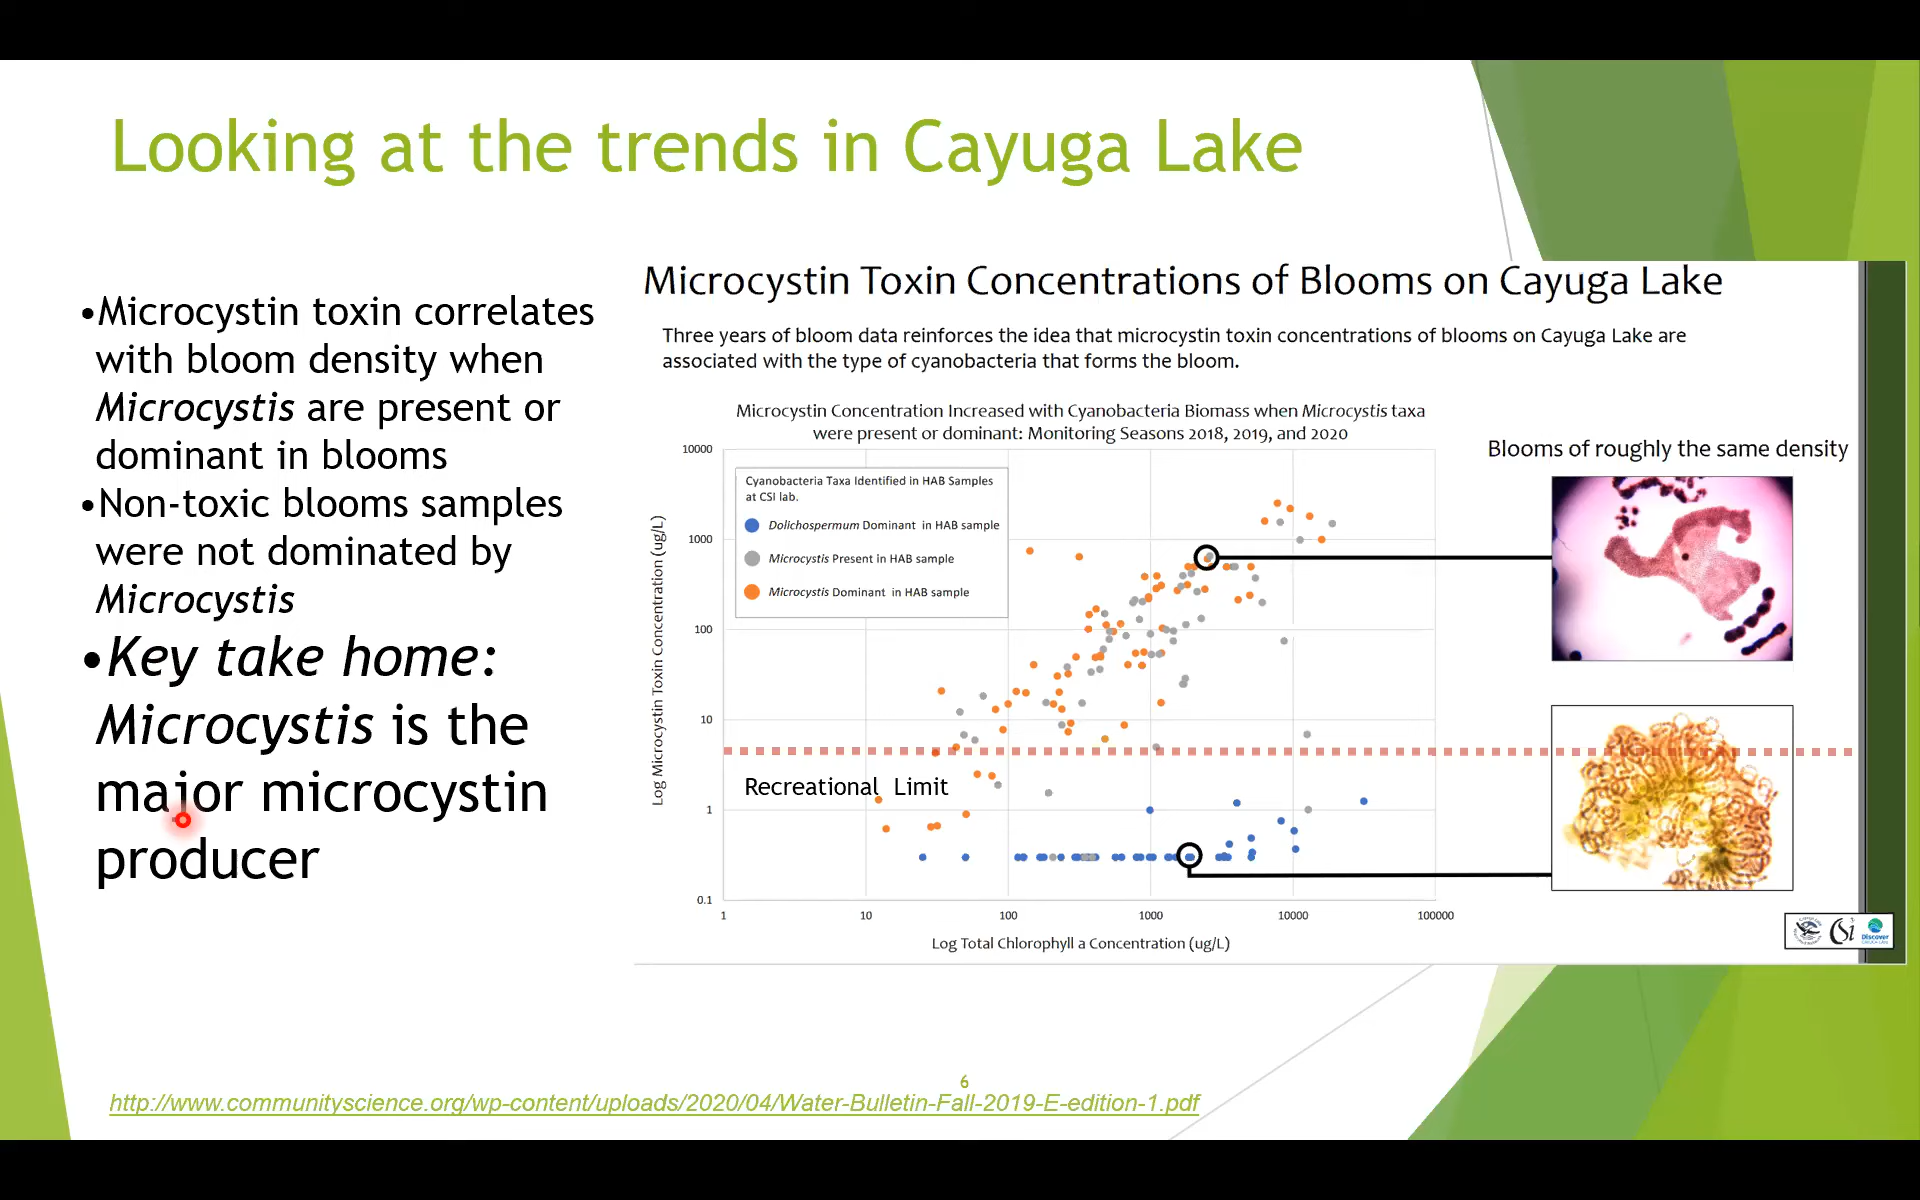 Looking at the trends in Cayuga Lake
•Microcystin toxin correlates
with bloom density when
Microcystis are present or
dominant in blooms
•Non-toxic blooms samples
were not dominated by
Microcystis
•Key take home:
Microcystis is the
major microcystin
producer
Microcystin Toxin Concentrations of Blooms on Cayuga Lake
Three years of bloom data reinforces the idea that microcystin toxin concentrations of blooms on Cayuga Lake are
associated with the type of cyanobacteria that forms the bloom.
Microcystin Concentration Increased with Cyanobacteria Biomass when Microcystis taxa
were present or dominant: Monitoring Seasons 2018, 2019, and 2020
Log Microcystin Toxin Concentration (ug/L)
10000
1000
100
10
1
0.1
Cyanobacteria Taxa Identified in HAB Samples
at CSI lab.
Dolichospermum Dominant in HAB sample
Microcystis Present in HAB sample
Microcystis Dominant in HAB sample
Recreational Limit
1
10
100
1000
10000
100000
Log Total Chlorophyll a Concentration (ug/L)
Blooms of roughly the same density
CSi
Discover
6
http://www.communityscience.org/wp-content/uploads/2020/04/Water-Bulletin-Fall-2019-E-edition-1.pdf